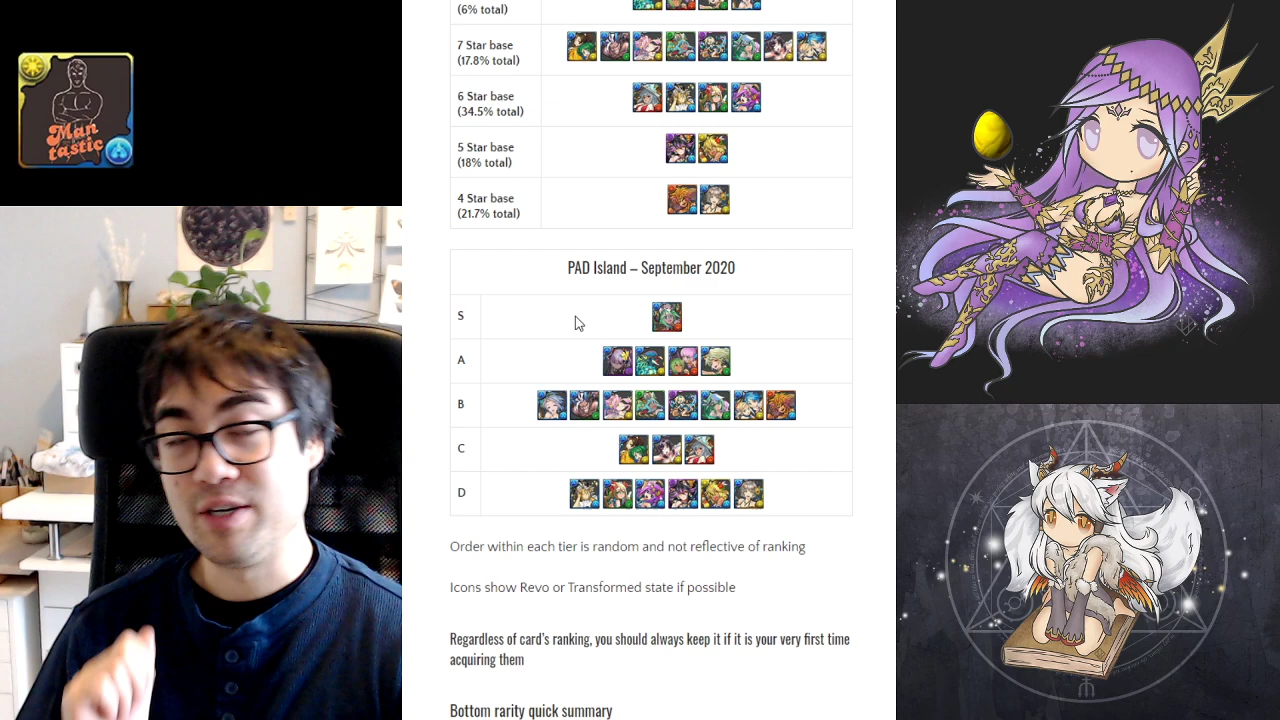 Man
tastic
(6% total)
7 Star base
(17.8% total)
6 Star base
(34.5% total)
5 Star base
(18% total)
4 Star base
(21.7% total)
PAD Island – September 2020
S
A
B
C
D
Order within each tier is random and not reflective of ranking
Icons show Revo or Transformed state if possible
Regardless of card's ranking, you should always keep it if it is your very first time
acquiring them
Bottom rarity quick summary